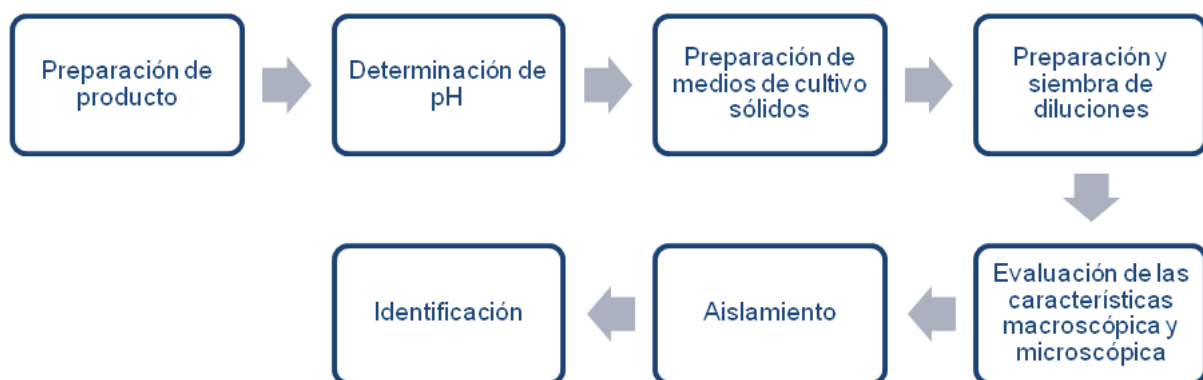 Preparación de
producto
Determinación de
pH
Preparación de
medios de cultivo
sólidos
Preparación y
siembra de
diluciones
Evaluación de las
características
macroscópica y
microscópica
Aislamiento
Identificación